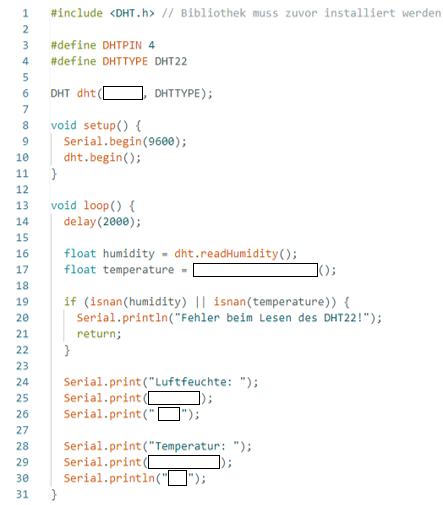 1 #include <DHT.h> // Bibliothek muss zuvor installiert werden
2
3 #define DHTPIN 4
4 #define DHTTYPE DHT22
5
6 DHT dht( , DHTTYPE);
7
8 void setup() {
9 Serial.begin(9600);
10 dht.begin();
11 }
12
13 void loop() {
14 delay(2000);
15
16 float humidity = dht.readHumidity();
17 float temperature = ();
18
19 if (isnan(humidity) || isnan(temperature)) {
20 Serial.println("Fehler beim Lesen des DHT22!");
21 return;
22 }
23
24 Serial.print("Luftfeuchte: ");
25 Serial.print( );
26 Serial.print(" ");
27
28 Serial.print("Temperatur: ");
29 Serial.print( );
30 Serial.println(" ");
31 }